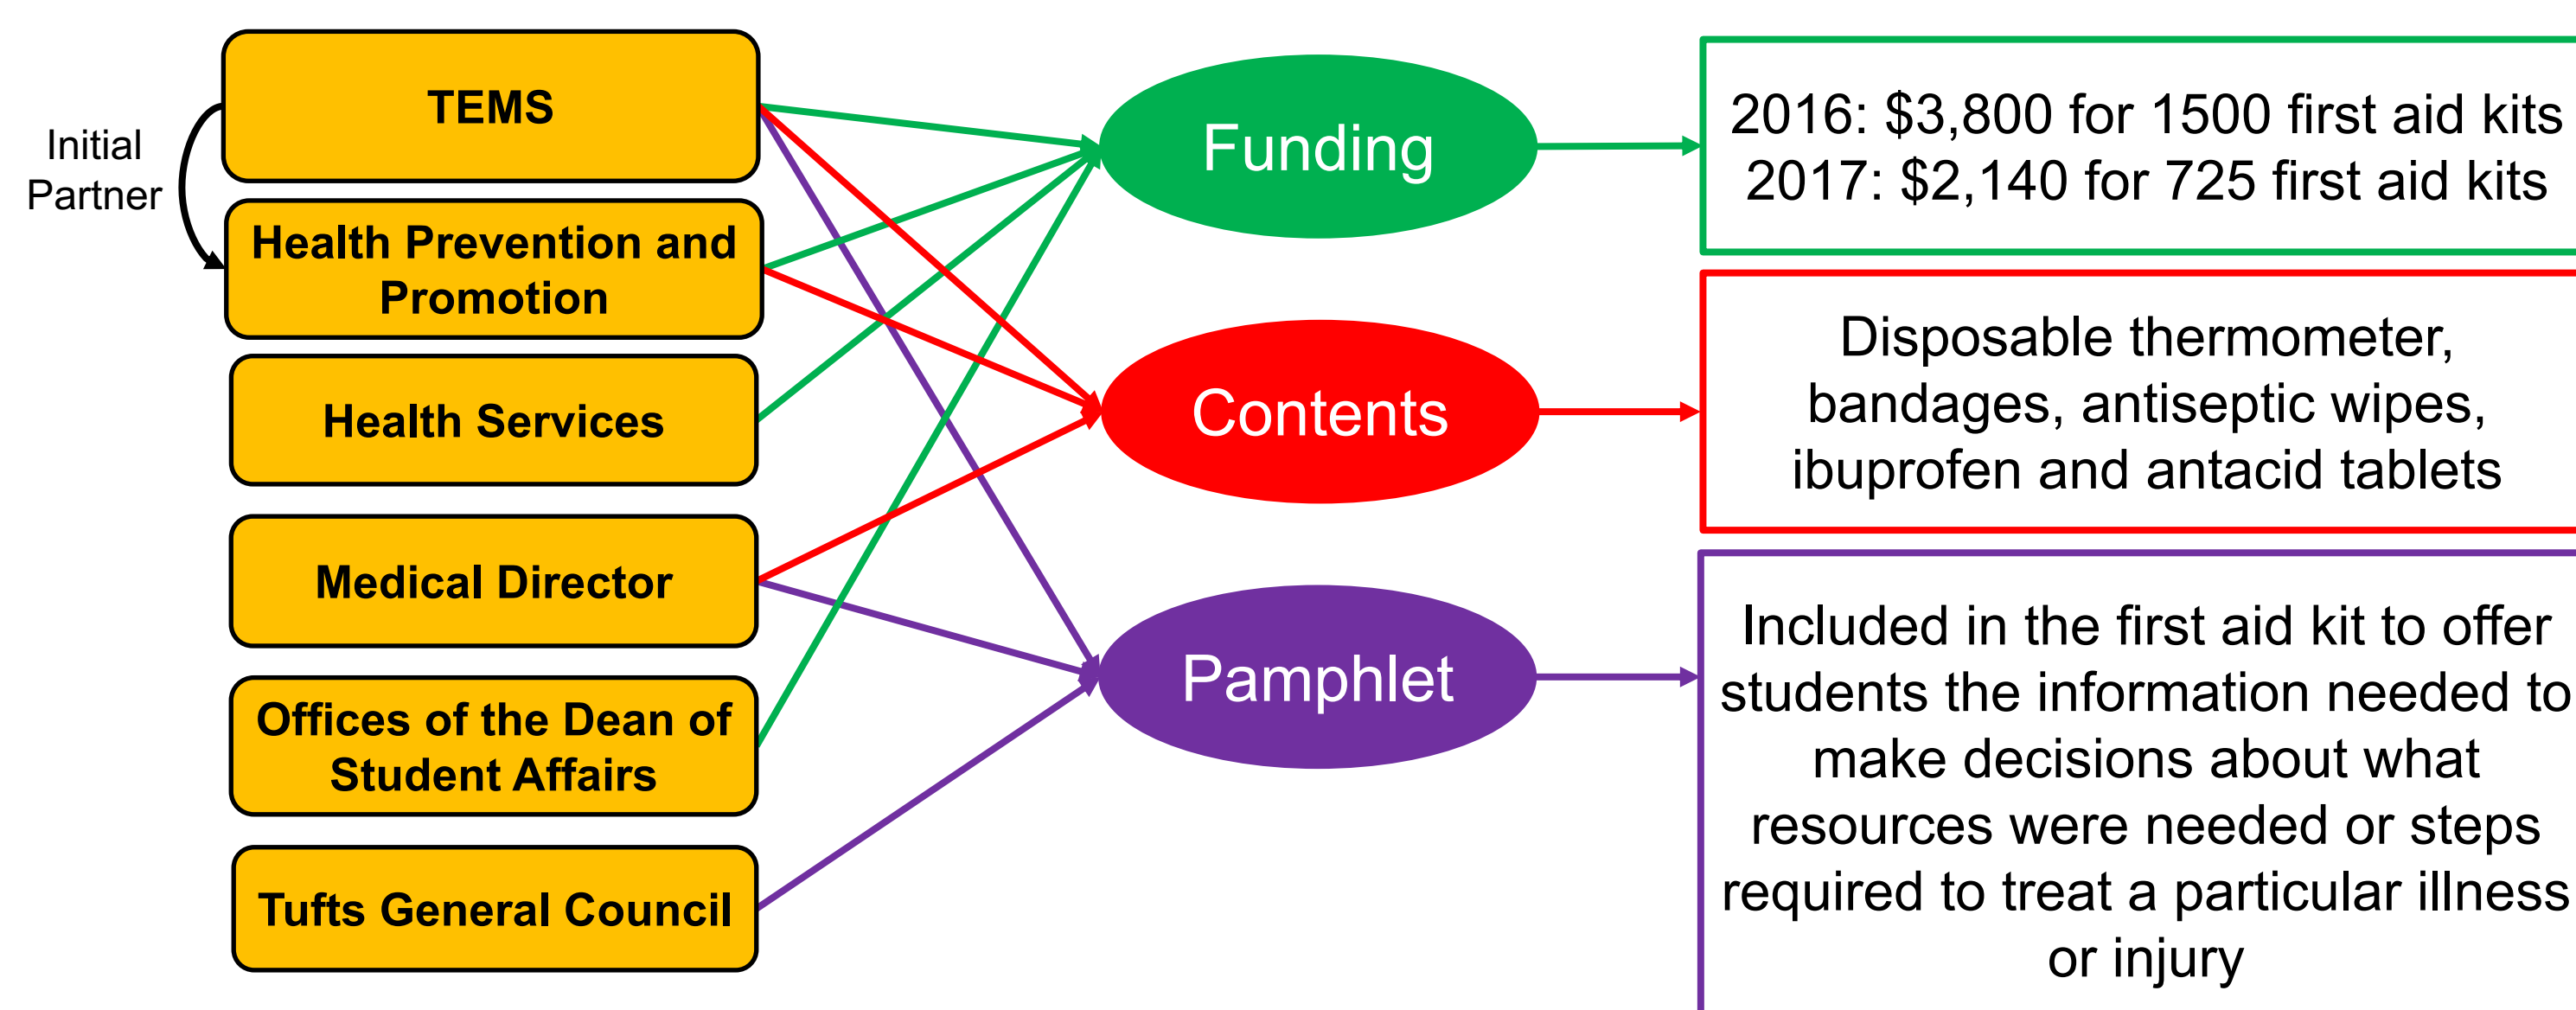 Initial
Partner
TEMS
Health Prevention and
Promotion
Health Services
Medical Director
Offices of the Dean of
Student Affairs
Tufts General Council
Funding
Contents
Pamphlet
2016: $3,800 for 1500 first aid kits
2017: $2,140 for 725 first aid kits
Disposable thermometer,
bandages, antiseptic wipes,
ibuprofen and antacid tablets
Included in the first aid kit to offer
students the information needed to
make decisions about what
resources were needed or steps
required to treat a particular illness
or injury